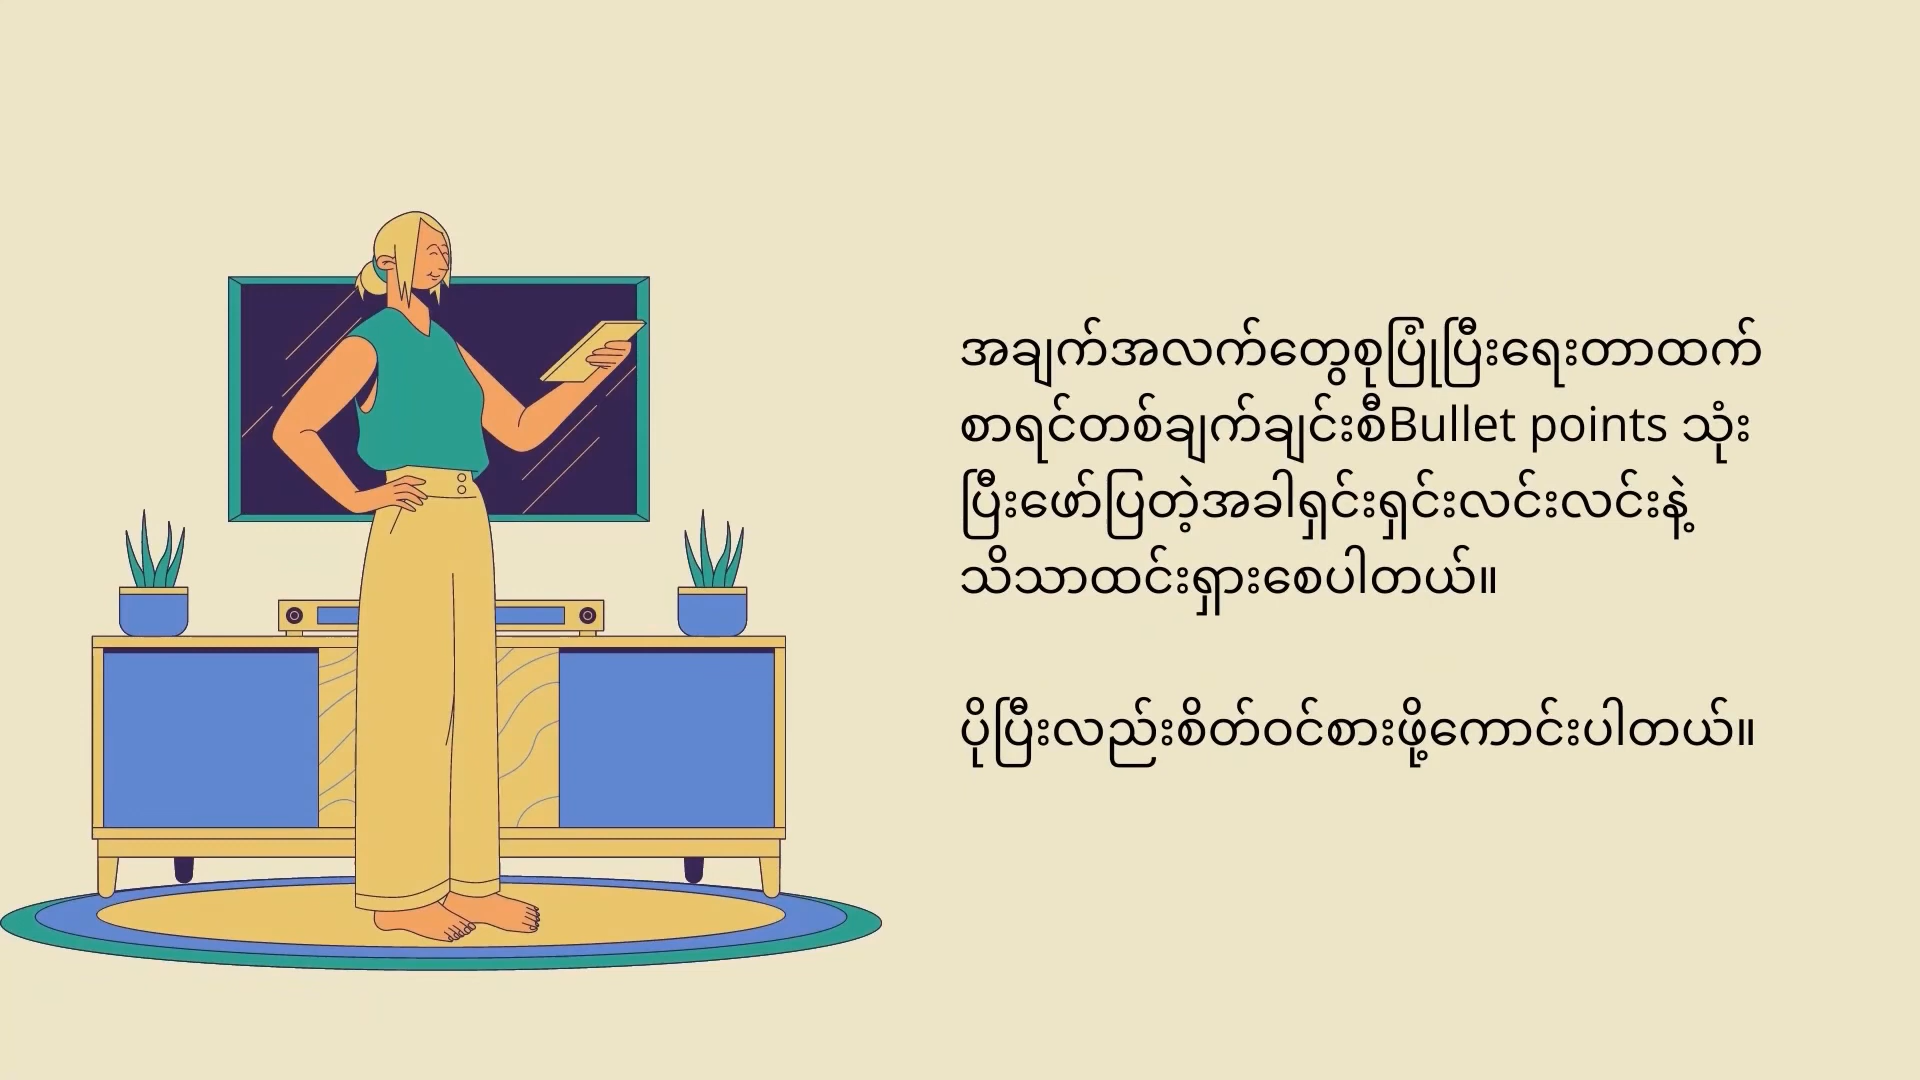 အချက်အလက်တွေစုပြုံပြီးရေးတာထက်
စာရင်တစ်ချက်ချင်းစီBullet points သုံး
ပြီးဖော်ပြတဲ့အခါရှင်းရှင်းလင်းလင်းနဲ့
သိသာထင်းရှားစေပါတယ်။
ပိုပြီးလည်းစိတ်ဝင်စားဖို့ကောင်းပါတယ်။